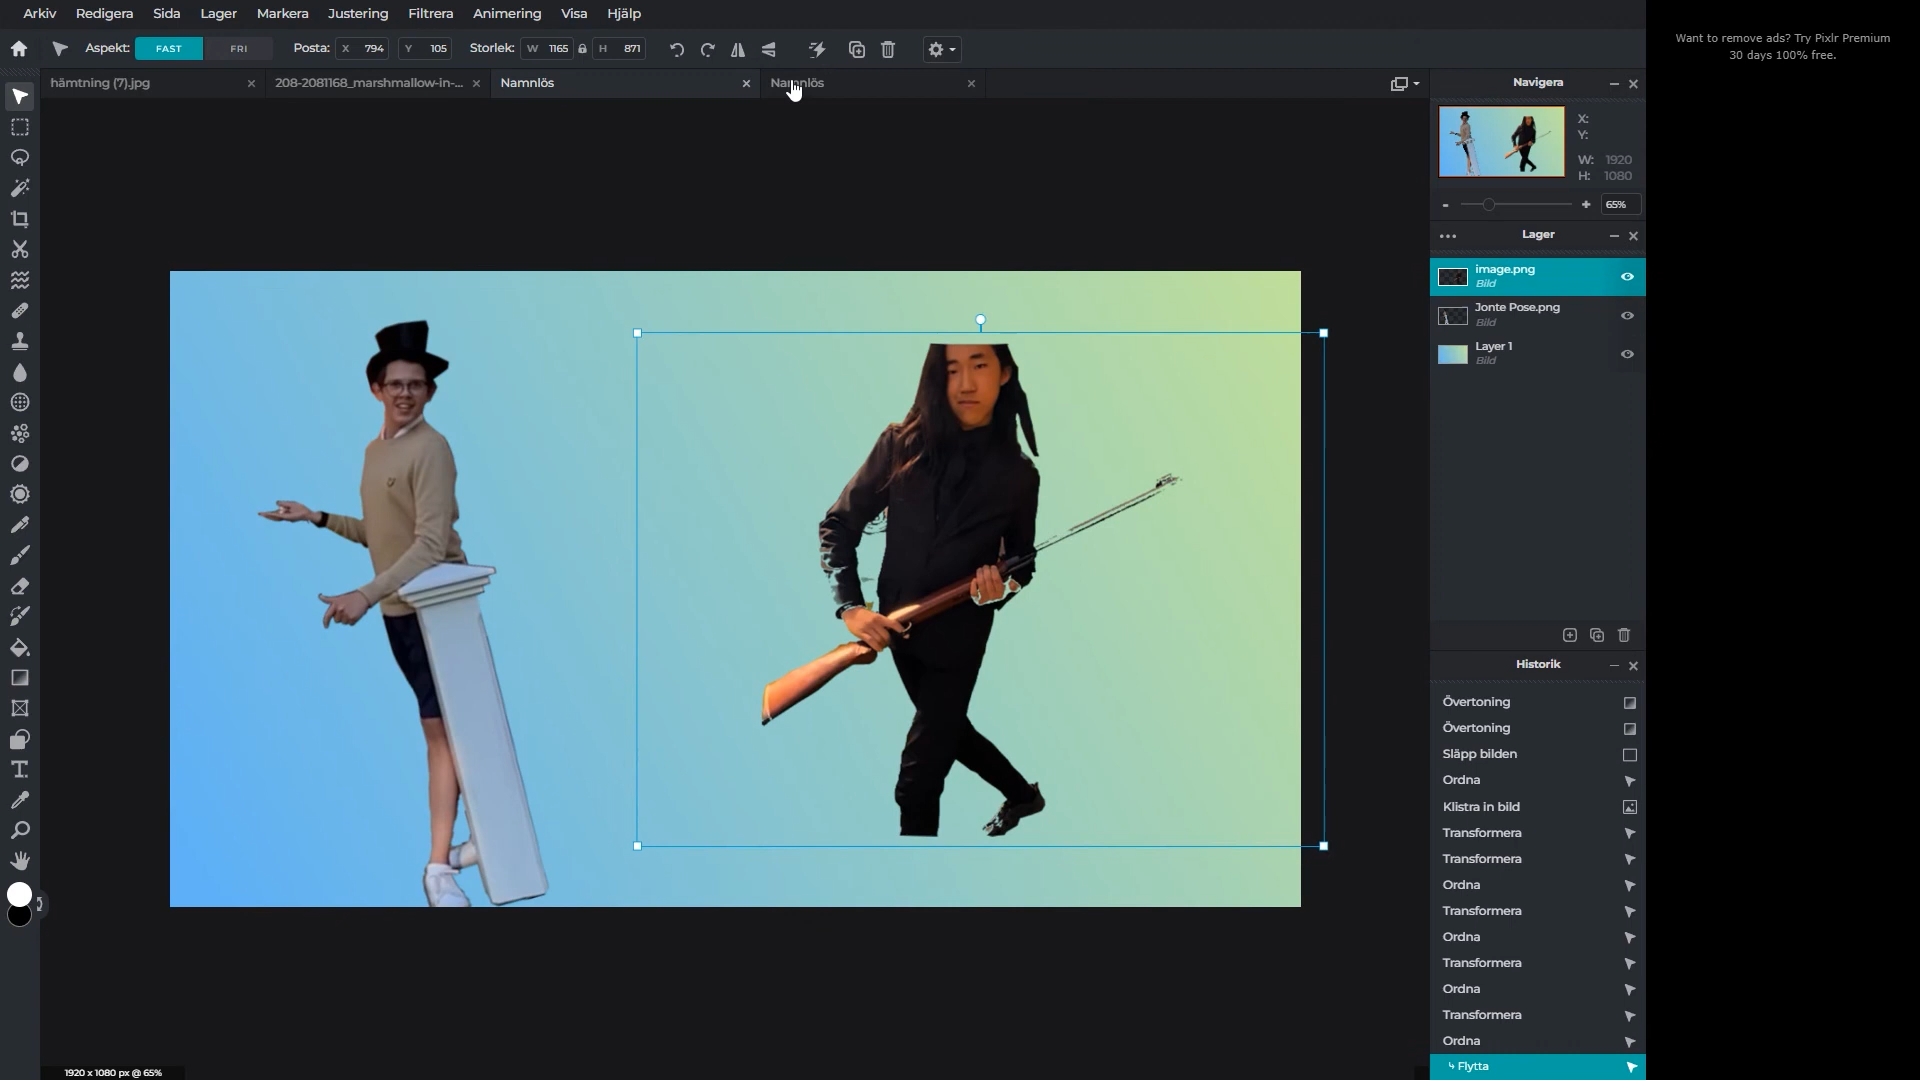 Arkiv Redigera Sida Lager Markera Justering Filtrera Animering Visa Hjälp
Aspekt: FAST FRI Posta: X 794 Y 105 Storlek: W 1165 H 871
hämtning (7).jpg 208-2081168_marshmallow-in-... Namnlös Namnlös
Want to remove ads? Try Pixlr Premium
30 days 100% free.
Navigera
X:
Y:
W: 1920
H: 1080
65%
Lager
image.png
Bild
Jonte Pose.png
Bild
Layer 1
Bild
Historik
Övertoning
Övertoning
Släpp bilden
Ordna
Klistra in bild
Transformera
Transformera
Ordna
Transformera
Ordna
Transformera
Ordna
Transformera
Ordna
Flytta
1920 x 1080 px @ 65%